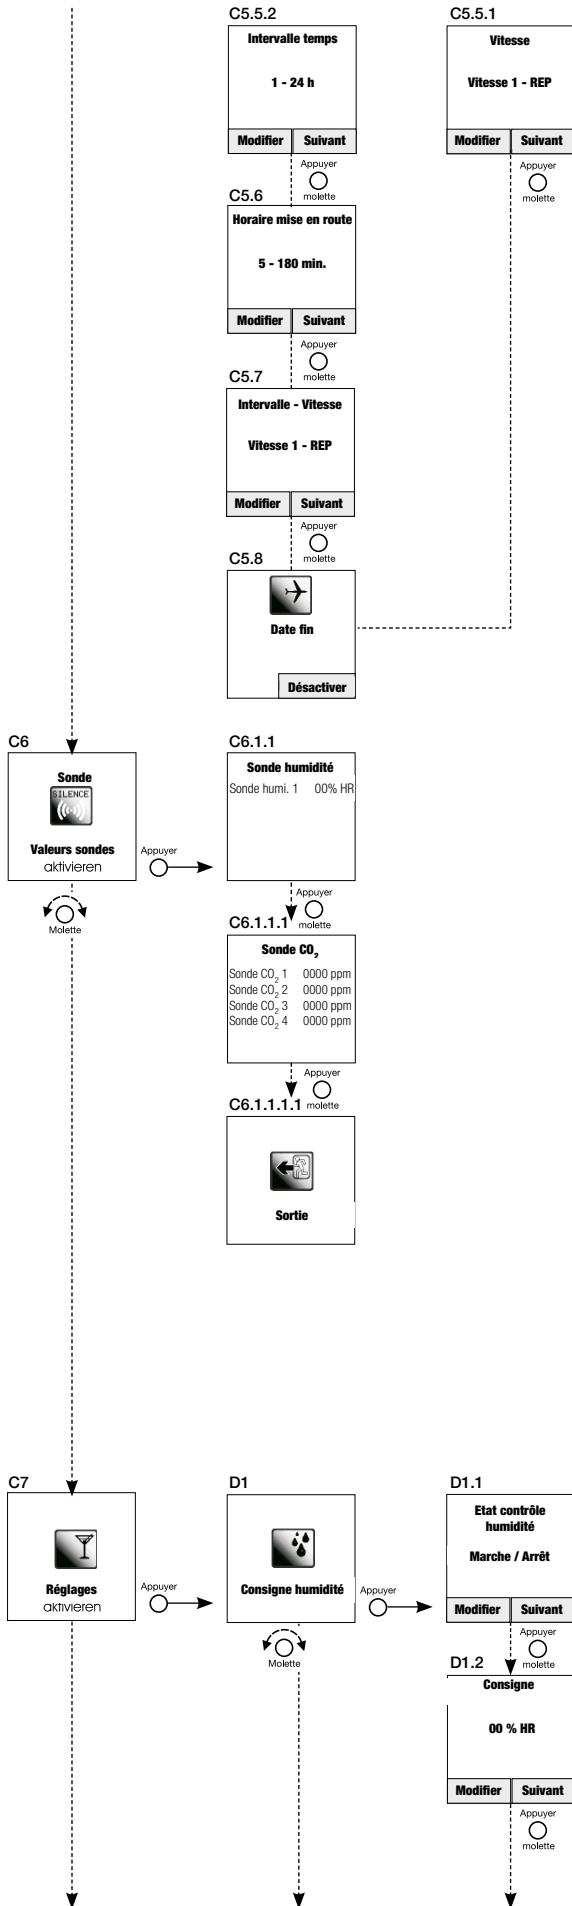 C5.5.2
Intervalle temps
1 - 24 h
Modifier Suivant
Appuyer
molette
C5.5.1
Vitesse
Vitesse 1 - REP
Modifier Suivant
Appuyer
molette
C5.6
Horaire mise en route
5 - 180 min.
Modifier Suivant
Appuyer
molette
C5.7
Intervalle - Vitesse
Vitesse 1 - REP
Modifier Suivant
Appuyer
molette
C5.8
Date fin
Désactiver
C6
Sonde
SILENCE
Valeurs sondes
aktivieren
Appuyer
Molette
C6.1.1
Sonde humidité
Sonde humi. 1 00% HR
Appuyer
molette
C6.1.1.1
Sonde CO₂
Sonde CO₂ 1 0000 ppm
Sonde CO₂ 2 0000 ppm
Sonde CO₂ 3 0000 ppm
Sonde CO₂ 4 0000 ppm
Appuyer
molette
C6.1.1.1.1
Sortie
C7
Réglages
aktivieren
Appuyer
D1
Consigne humidité
Appuyer
Molette
D1.1
Etat contrôle
humidité
Marche / Arrêt
Modifier Suivant
Appuyer
molette
D1.2
Consigne
00 % HR
Modifier Suivant
Appuyer
molette